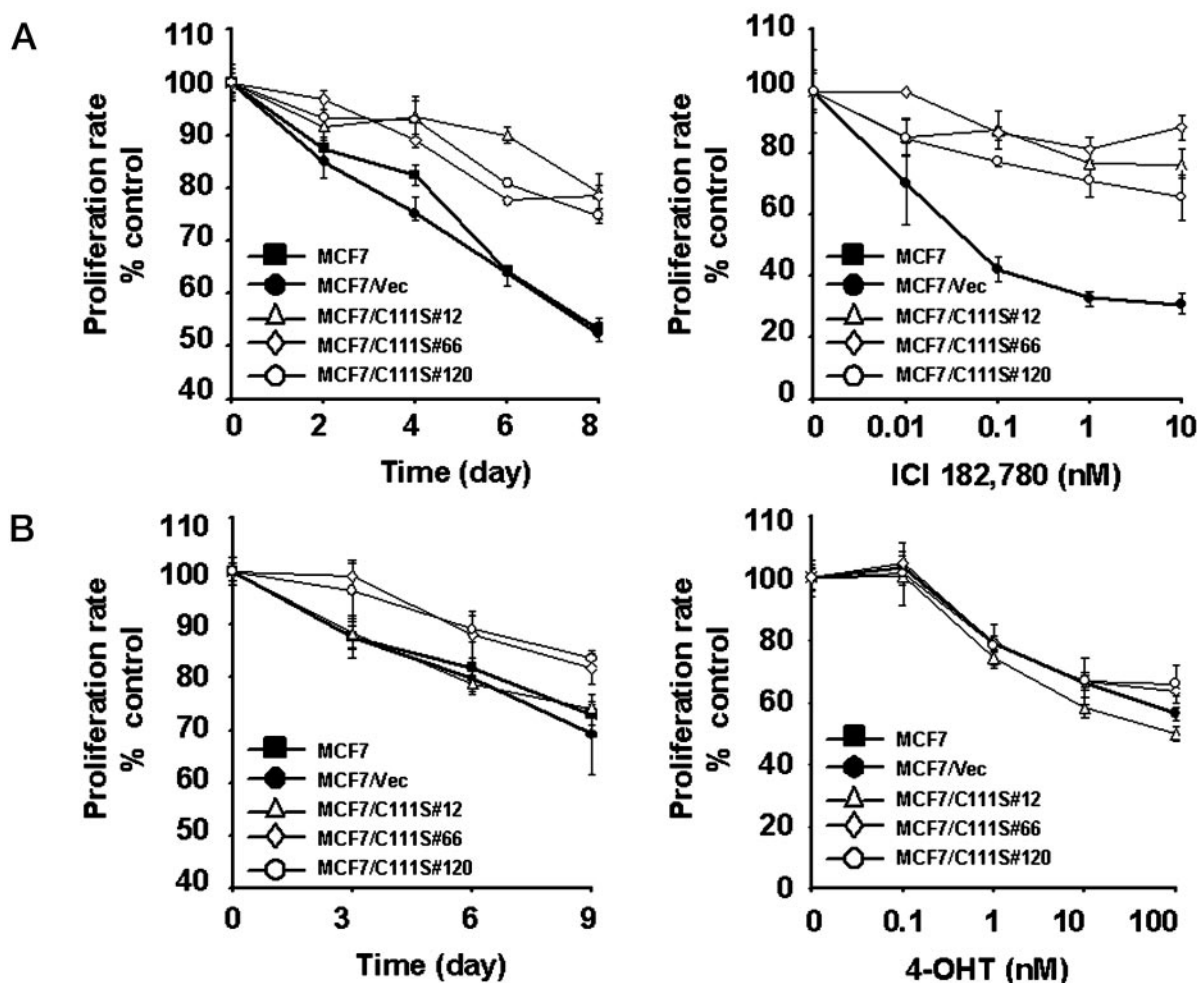 A
Proliferation rate
% control
110
100
90
80
70
60
50
40
MCF7
MCF7/Vec
MCF7/C111S#12
MCF7/C111S#66
MCF7/C111S#120
0 2 4 6 8
Time (day)
Proliferation rate
% control
110
100
80
60
40
20
0
MCF7
MCF7/Vec
MCF7/C111S#12
MCF7/C111S#66
MCF7/C111S#120
0 0.01 0.1 1 10
ICI 182,780 (nM)
B
Proliferation rate
% control
110
100
90
80
70
60
50
40
MCF7
MCF7/Vec
MCF7/C111S#12
MCF7/C111S#66
MCF7/C111S#120
0 3 6 9
Time (day)
Proliferation rate
% control
110
100
80
60
40
20
0
MCF7
MCF7/Vec
MCF7/C111S#12
MCF7/C111S#66
MCF7/C111S#120
0 0.1 1 10 100
4-OHT (nM)